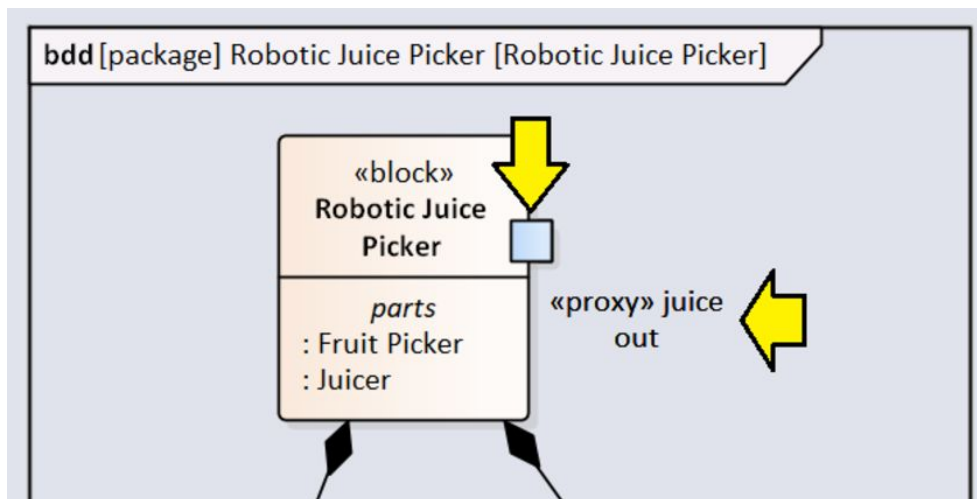 bdd [package] Robotic Juice Picker [Robotic Juice Picker]
«block»
Robotic Juice
Picker
parts
: Fruit Picker
: Juicer
«proxy» juice
out